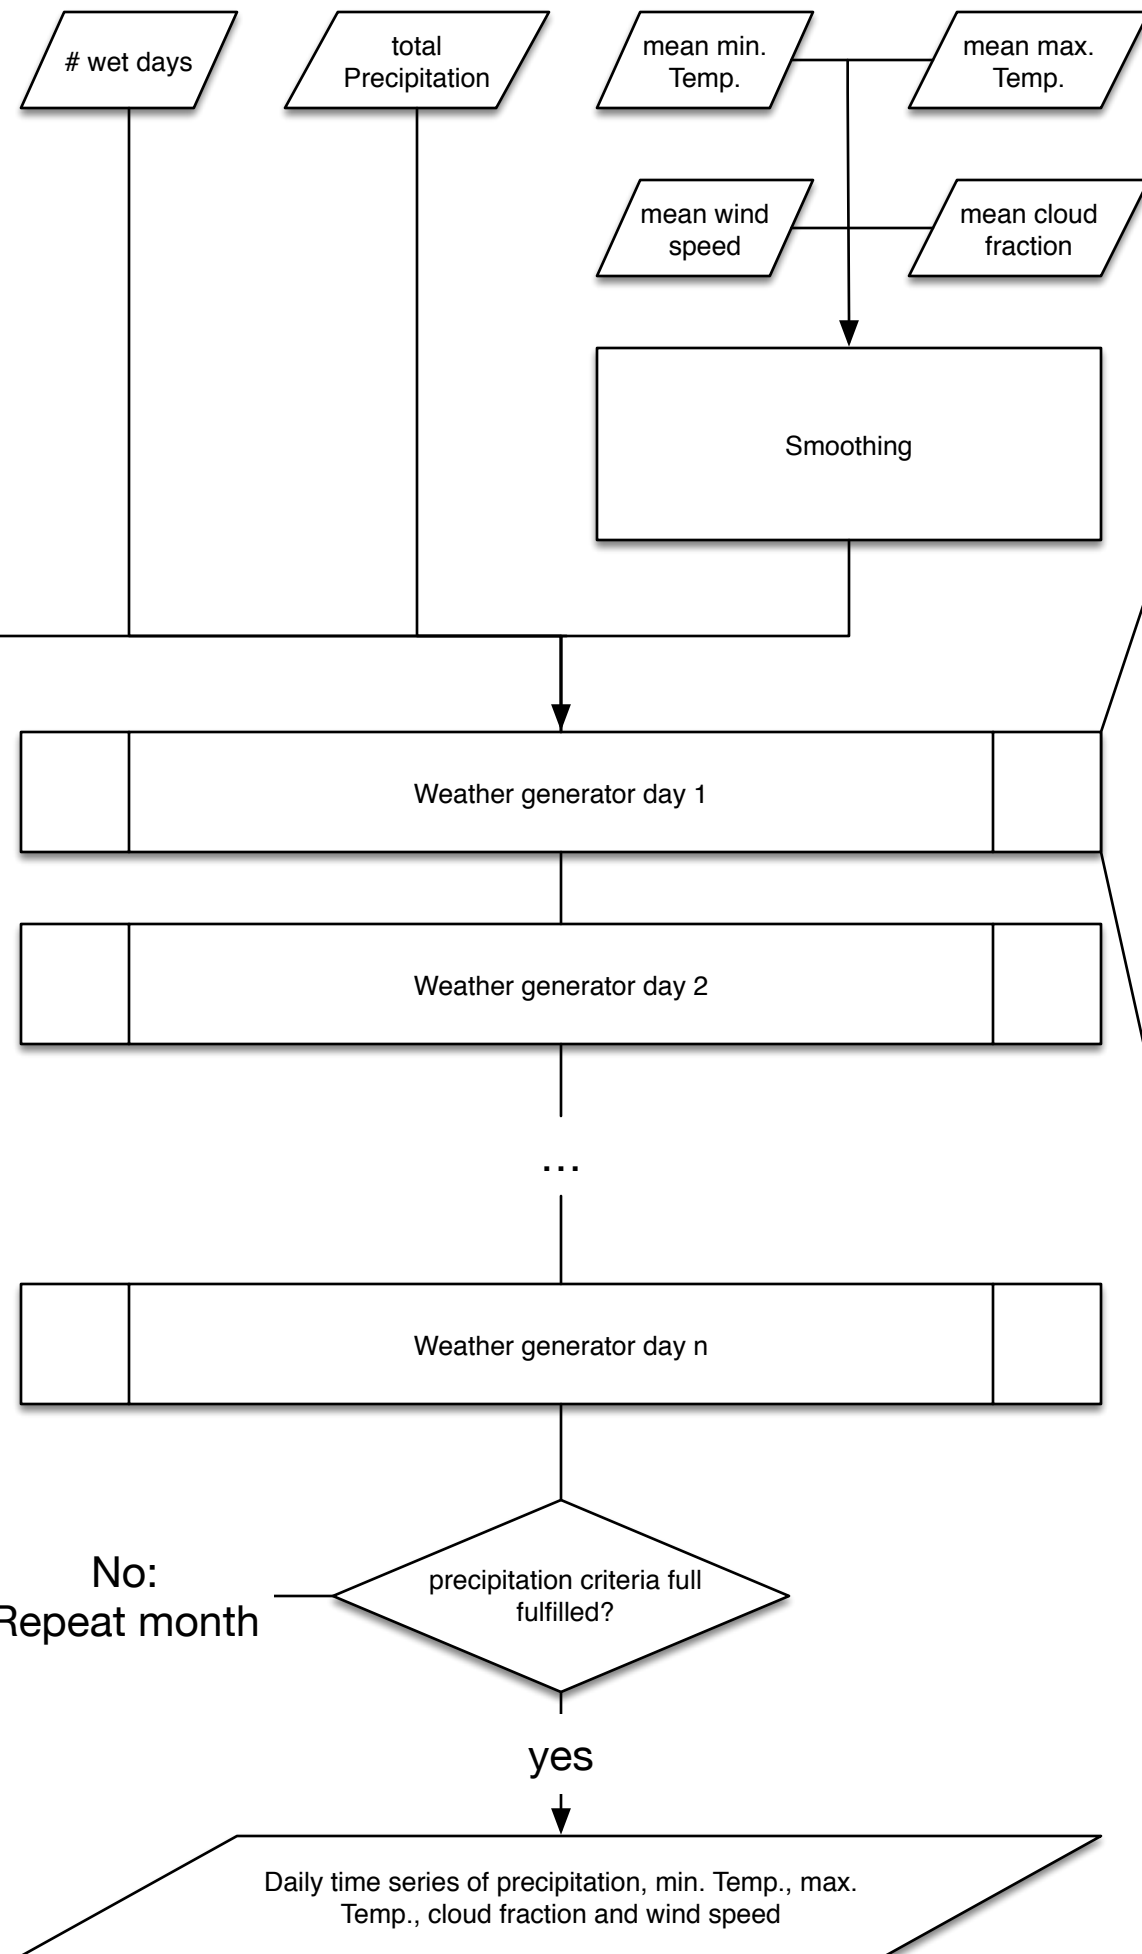 # wet days
total
Precipitation
mean min.
Temp.
mean max.
Temp.
mean wind
speed
mean cloud
fraction
Smoothing
Weather generator day 1
Weather generator day 2
...
Weather generator day n
No:
Repeat month
precipitation criteria full
fulfilled?
yes
Daily time series of precipitation, min. Temp., max.
Temp., cloud fraction and wind speed